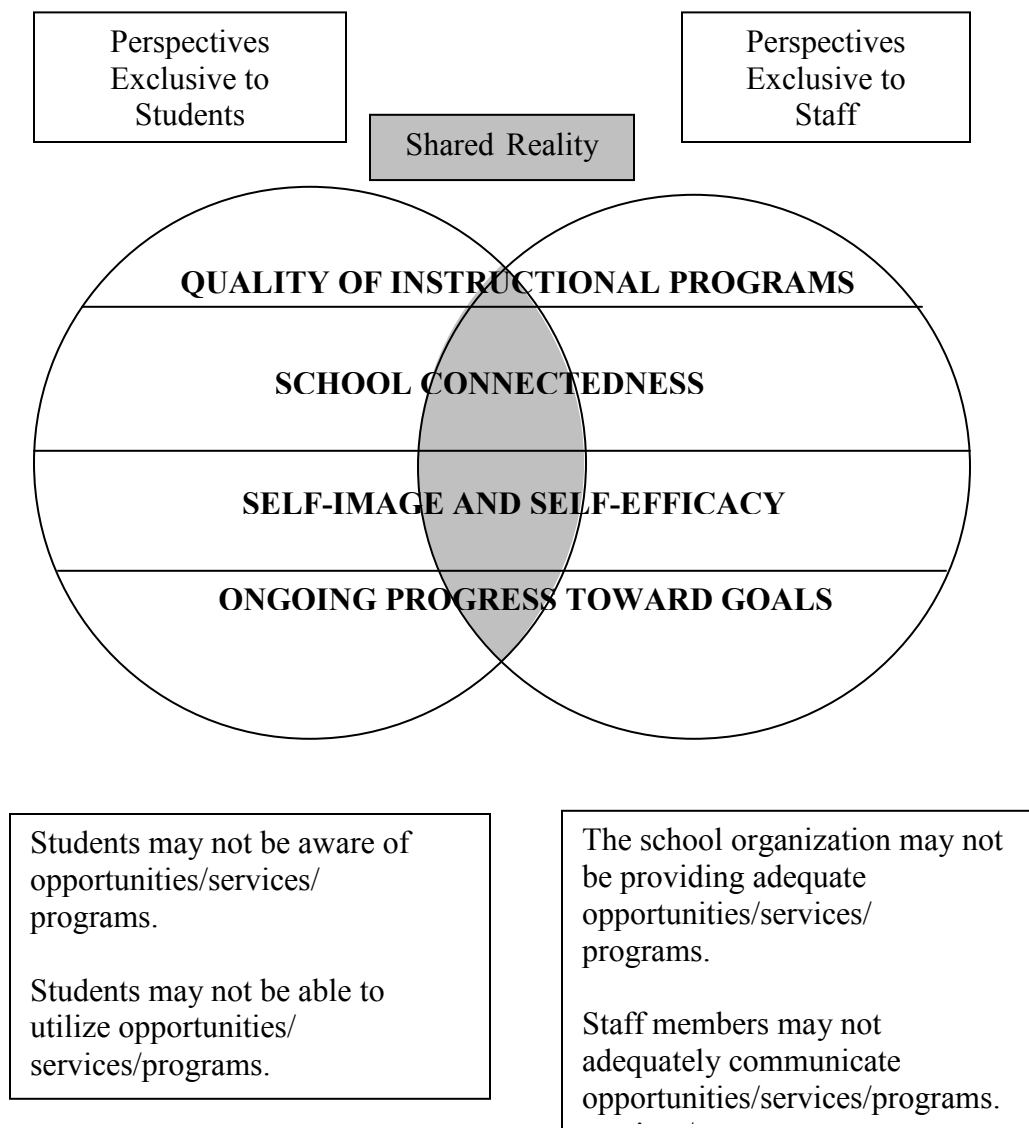 Perspectives
Exclusive to
Students
Perspectives
Exclusive to
Staff
Shared Reality
QUALITY OF INSTRUCTIONAL PROGRAMS
SCHOOL CONNECTEDNESS
SELF-IMAGE AND SELF-EFFICACY
ONGOING PROGRESS TOWARD GOALS
Students may not be aware of
opportunities/services/
programs.
Students may not be able to
utilize opportunities/
services/programs.
The school organization may not
be providing adequate
opportunities/services/
programs.
Staff members may not
adequately communicate
opportunities/services/programs.